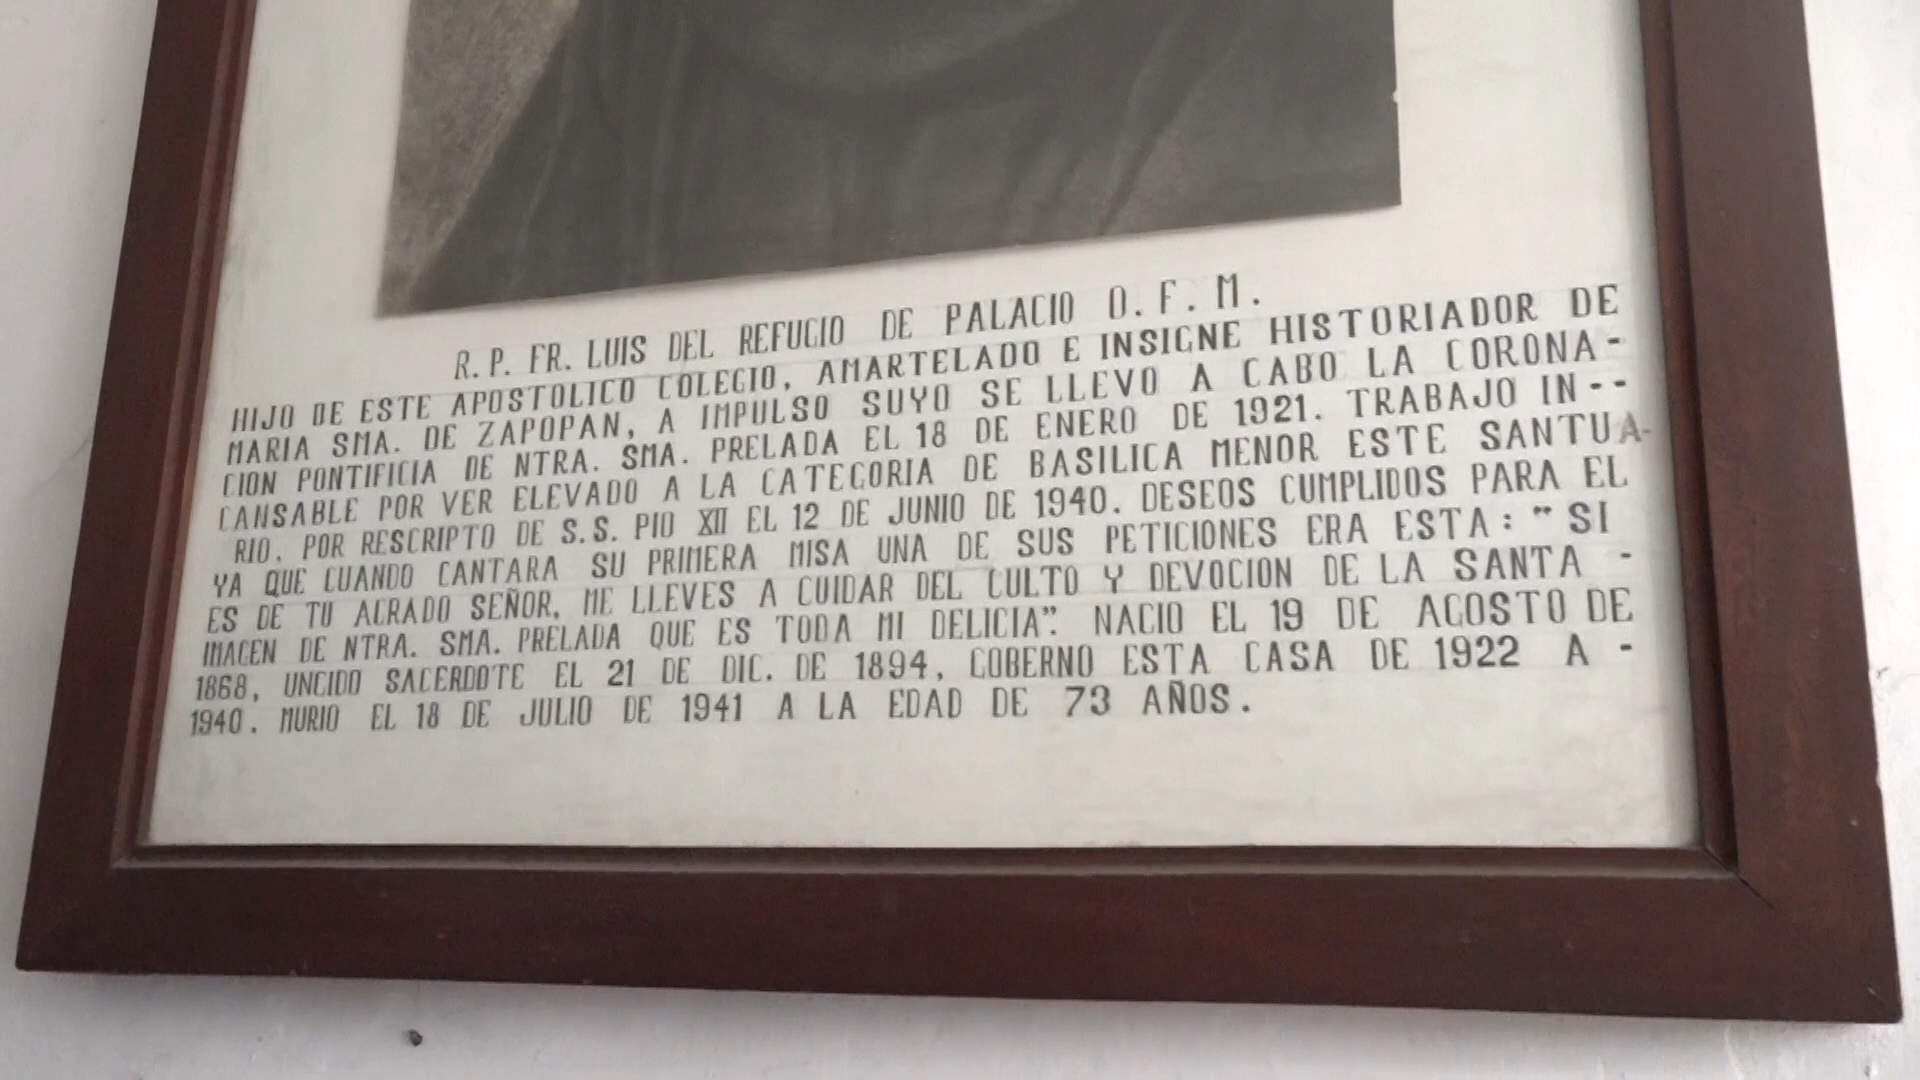 R. P. FR. LUIS DEL REFUGIO DE PALACIO O. F. M.
HIJO DE ESTE APOSTOLICO COLEGIO, AMARTELADO E INSIGNE HISTORIADOR DE
MARIA SMA. DE ZAPOPAN, A IMPULSO SUYO SE LLEVO A CABO LA CORONA-
CION PONTIFICIA DE NTRA. SMA. PRELADA EL 18 DE ENERO DE 1921. TRABAJO IN--
CANSABLE POR VER ELEVADO A LA CATEGORIA DE BASILICA MENOR ESTE SANTUA-
RIO. POR RESCRIPTO DE S.S. PIO XII EL 12 DE JUNIO DE 1940. DESEOS CUMPLIDOS PARA EL
YA QUE CUANDO CANTARA SU PRIMERA MISA UNA DE SUS PETICIONES ERA ESTA: "SI
ES DE TU AGRADO SEÑOR, ME LLEVES A CUIDAR DEL CULTO Y DEVOCION DE LA SANTA -
IMAGEN DE NTRA. SMA. PRELADA QUE ES TODA MI DELICIA". NACIO EL 19 DE AGOSTO DE
1868, UNGIDO SACERDOTE EL 21 DE DIC. DE 1894, GOBERNO ESTA CASA DE 1922 A -
1940. MURIO EL 18 DE JULIO DE 1941 A LA EDAD DE 73 AÑOS.